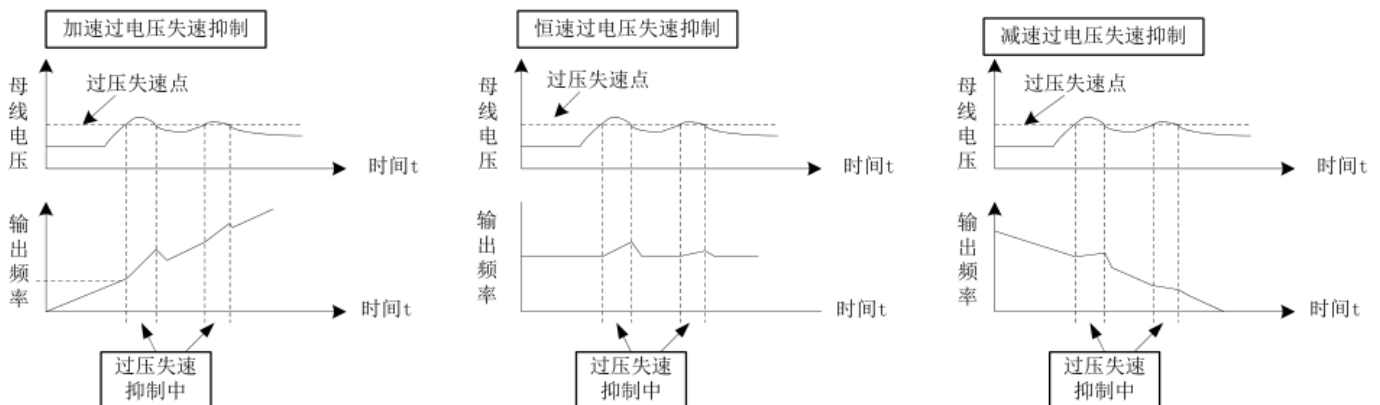 加速过电压失速抑制
母线电压
过压失速点
时间t
输出频率
时间t
过压失速
抑制中
恒速过电压失速抑制
母线电压
过压失速点
时间t
输出频率
时间t
过压失速
抑制中
减速过电压失速抑制
母线电压
过压失速点
时间t
输出频率
时间t
过压失速
抑制中